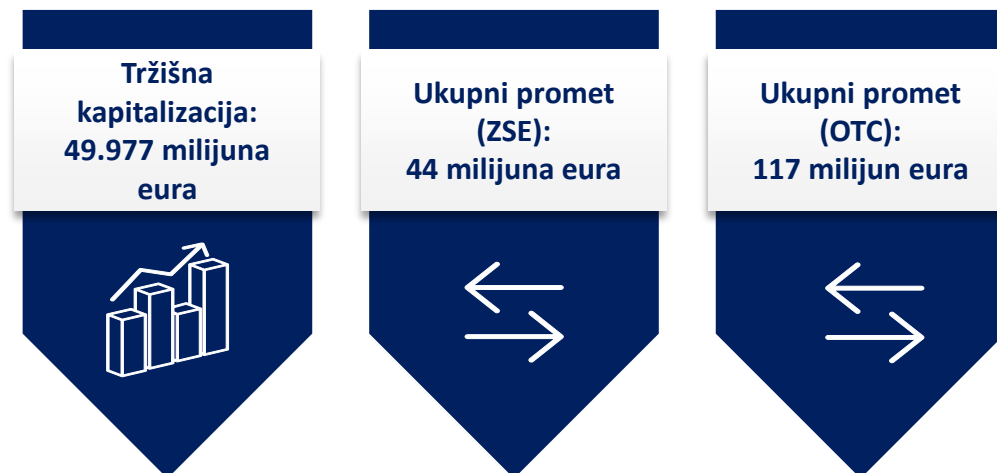 Tržišna
kapitalizacija:
49.977 milijuna
eura
Ukupni promet
(ZSE):
44 milijuna eura
Ukupni promet
(OTC):
117 milijun eura